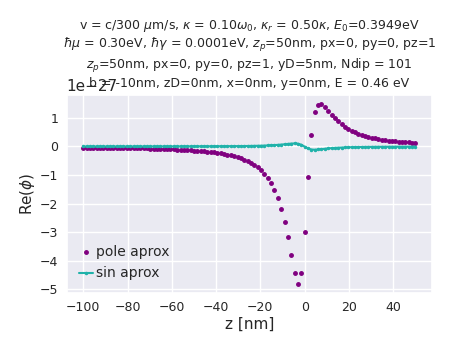 v = c/300 μm/s, κ = 0.10ω₀, κᵣ = 0.50κ, E₀=0.3949eV
ħμ = 0.30eV, ħγ = 0.0001eV, zₚ=50nm, px=0, py=0, pz=1
zₚ=50nm, px=0, py=0, pz=1, yD=5nm, Ndip = 101
b = -10nm, zD=0nm, x=0nm, y=0nm, E = 0.46 eV
1e−27
1
0
−1
−2
−3
−4
−5
Re(ϕ)
pole aprox
sin aprox
−100 −80 −60 −40 −20 0 20 40
z [nm]